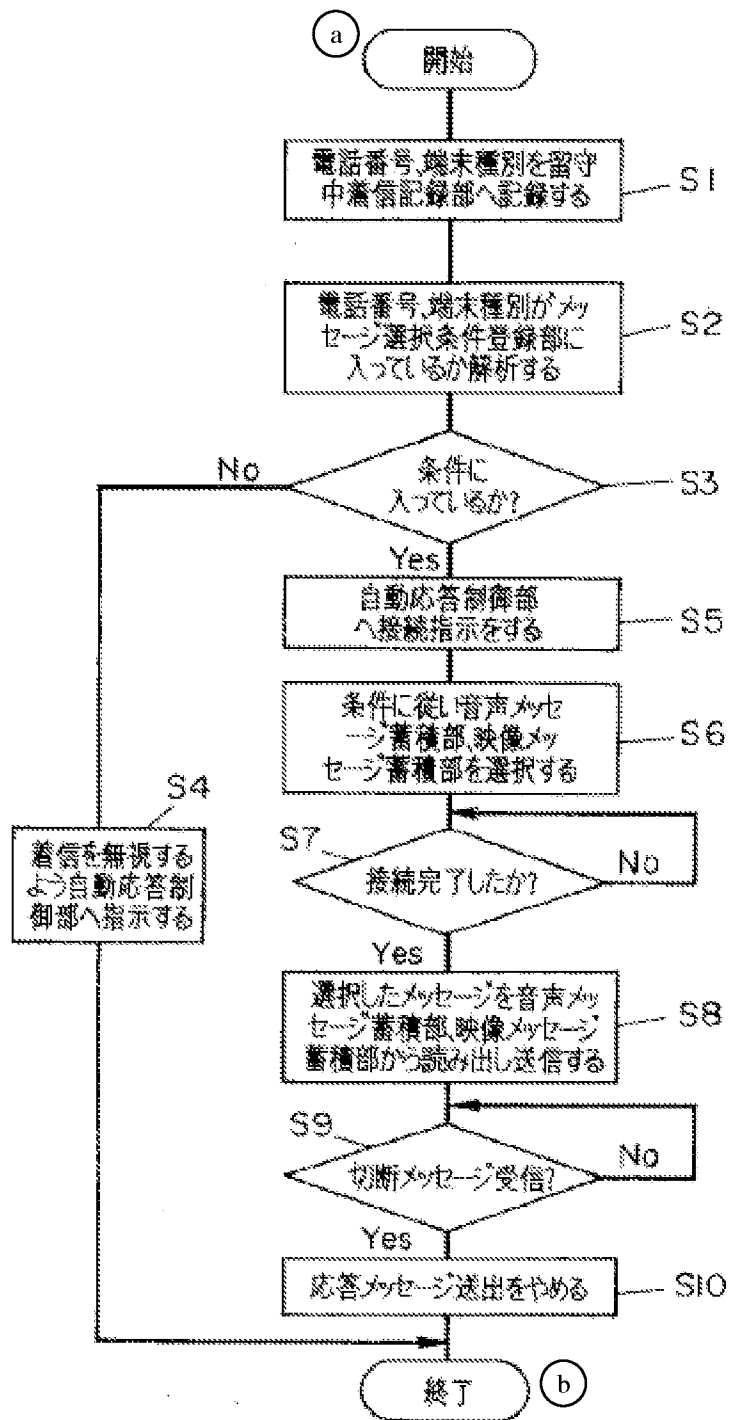 a
開始
電話番号、端末種別を留守
中着信記録部へ記録する
S1
電話番号、端末種別がメッ
セージ選択条件登録部に
入っているか解析する
S2
条件に
入っているか?
S3
No
Yes
自動応答制御部
へ接続指示をする
S5
条件に従い音声メッセ
ージ蓄積部、映像メッ
セージ蓄積部を選択する
S6
S4
着信を無視する
よう自動応答制
御部へ指示する
S7
接続完了したか?
No
Yes
選択したメッセージを音声メッ
セージ蓄積部、映像メッセージ
蓄積部から読み出し送信する
S8
S9
切断メッセージ受信?
No
Yes
応答メッセージ送出をやめる
S10
終了
b